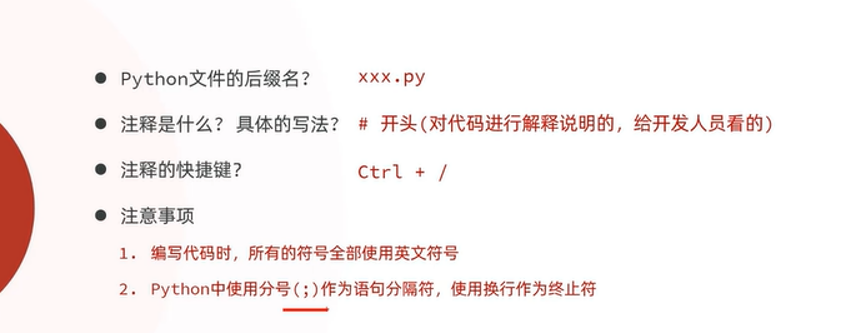 Python文件的后缀名? xxx.py
注释是什么? 具体的写法? # 开头(对代码进行解释说明的, 给开发人员看的)
注释的快捷键? Ctrl + /
注意事项
1. 编写代码时, 所有的符号全部使用英文符号
2. Python中使用分号(;)作为语句分隔符, 使用换行作为终止符